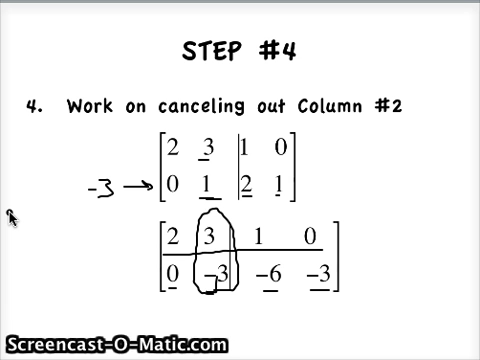 STEP #4
4. Work on canceling out Column #2
2 3 1 0
-3 → 0 1 2 1
2 3 1 0
0 -3 -6 -3
Screencast-O-Matic.com